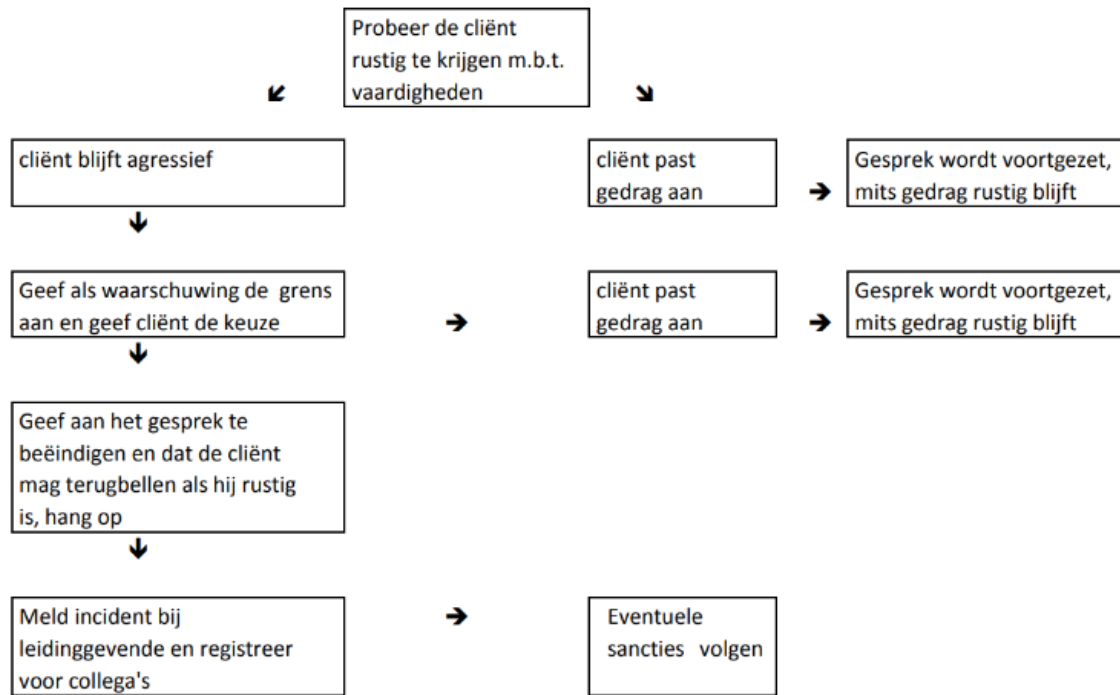 Probeer de cliënt
rustig te krijgen m.b.t.
vaardigheden
cliënt blijft agressief
cliënt past
gedrag aan
Gesprek wordt voortgezet,
mits gedrag rustig blijft
Geef als waarschuwing de grens
aan en geef cliënt de keuze
cliënt past
gedrag aan
Gesprek wordt voortgezet,
mits gedrag rustig blijft
Geef aan het gesprek te
beëindigen en dat de cliënt
mag terugbellen als hij rustig
is, hang op
Meld incident bij
leidinggevende en registreer
voor collega's
Eventuele
sancties volgen